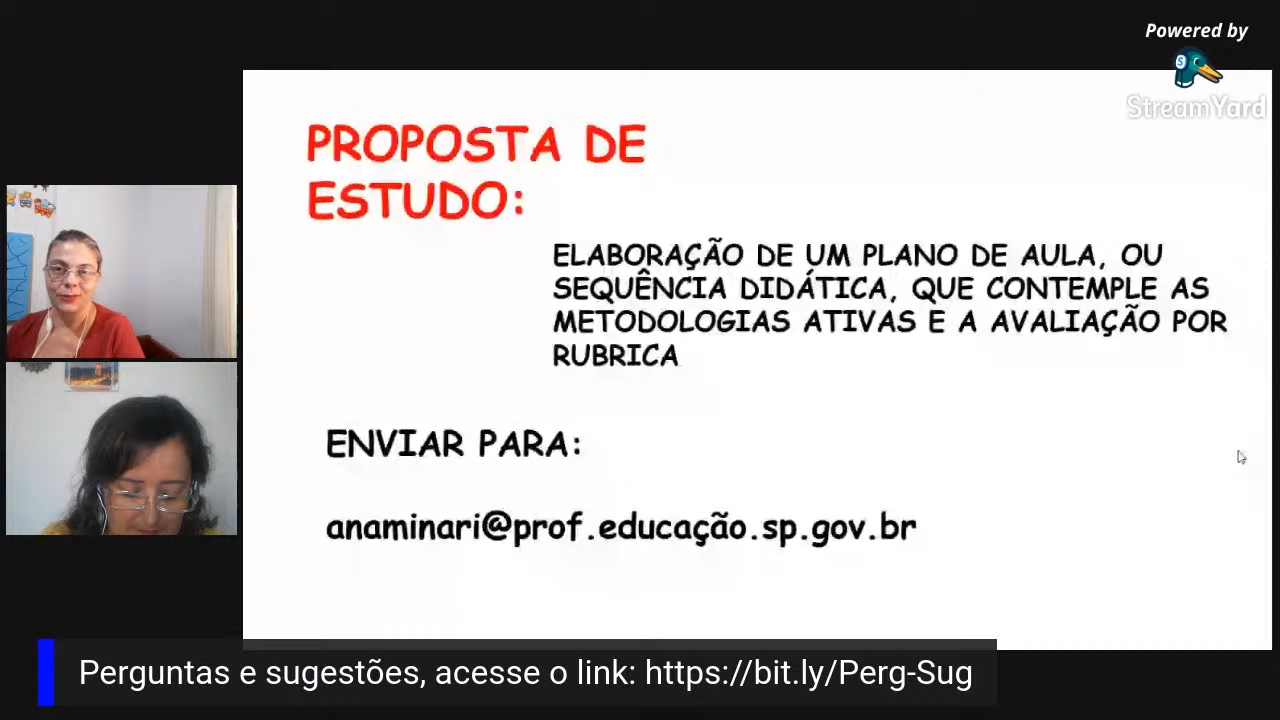 Powered by
StreamYard
PROPOSTA DE
ESTUDO:
ELABORAÇÃO DE UM PLANO DE AULA, OU
SEQUÊNCIA DIDÁTICA, QUE CONTEMPLE AS
METODOLOGIAS ATIVAS E A AVALIAÇÃO POR
RUBRICA
ENVIAR PARA:
anaminari@prof.educação.sp.gov.br
Perguntas e sugestões, acesse o link: https://bit.ly/Perg-Sug